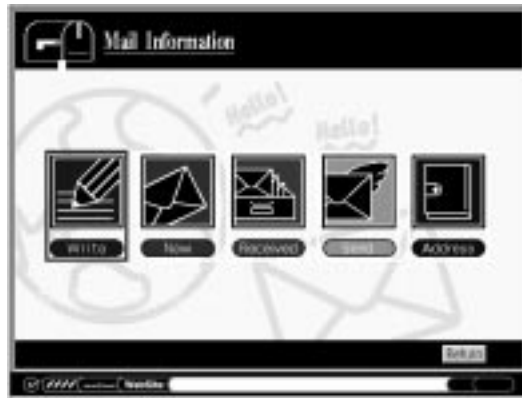 Mail Information
Hello!
Hello!
Write
New
Received
Send
Address
Return